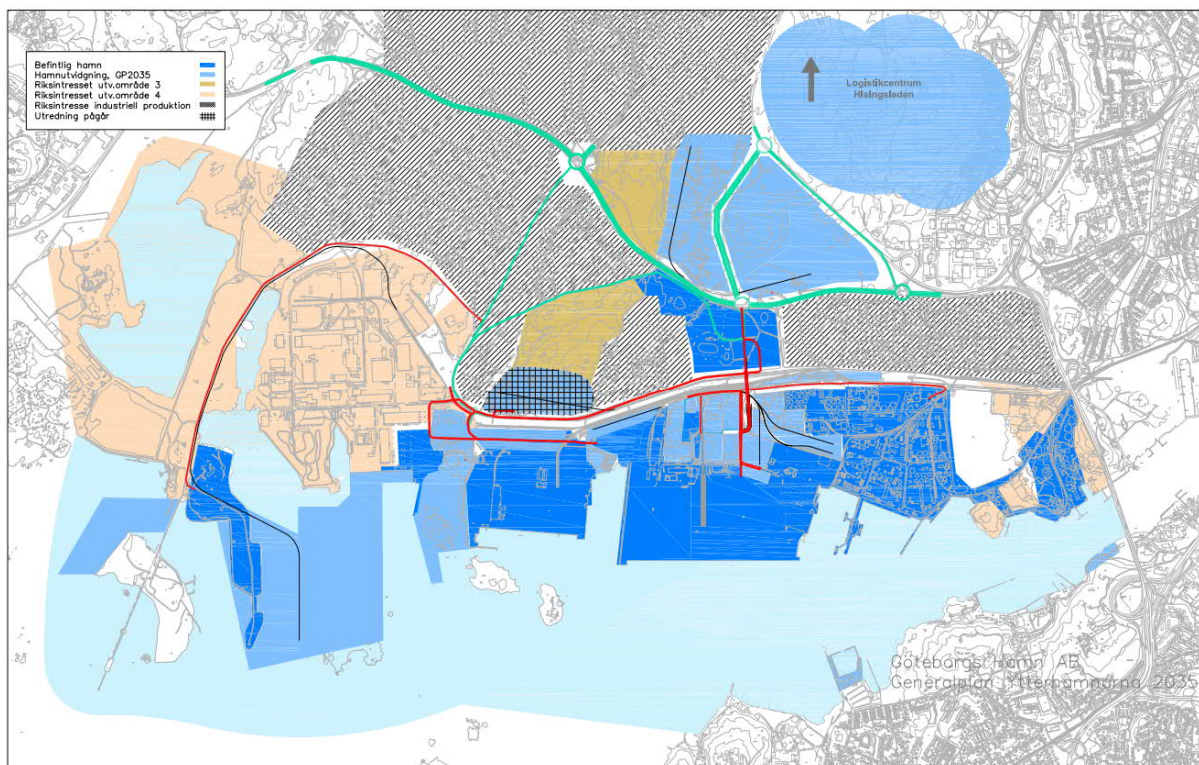 Befintlig hamn
Hamnutvidgning, GP2035
Riksintresset utv.område 3
Riksintresset utv.område 4
Riksintresse industriell produktion
Utredning pågår
Logistikcentrum
Hisingsleden
Göteborgs Hamn AB
Generalplan Ytterhamnarna 2035